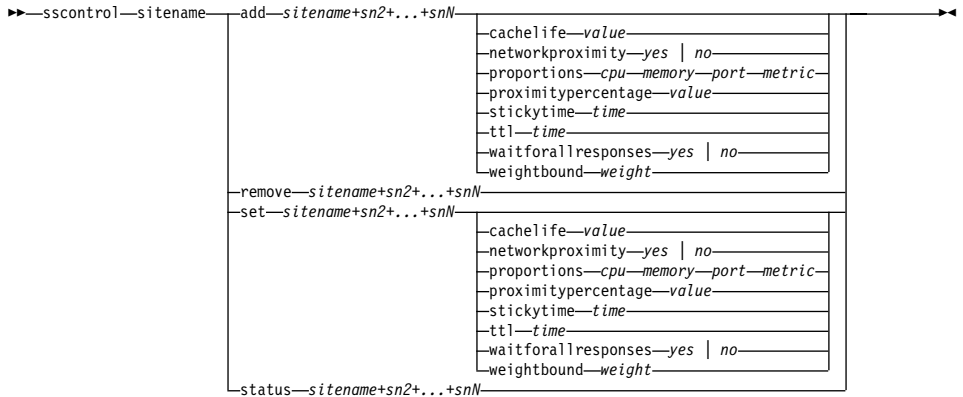 ►►—sscontrol—sitename—add—sitename+sn2+...+snN—►◄
cachelife—value
networkproximity—yes | no
proportions—cpu—memory—port—metric
proximitypercentage—value
stickytime—time
ttl—time
waitforallresponses—yes | no
weightbound—weight
remove—sitename+sn2+...+snN
set—sitename+sn2+...+snN
cachelife—value
networkproximity—yes | no
proportions—cpu—memory—port—metric
proximitypercentage—value
stickytime—time
ttl—time
waitforallresponses—yes | no
weightbound—weight
status—sitename+sn2+...+snN